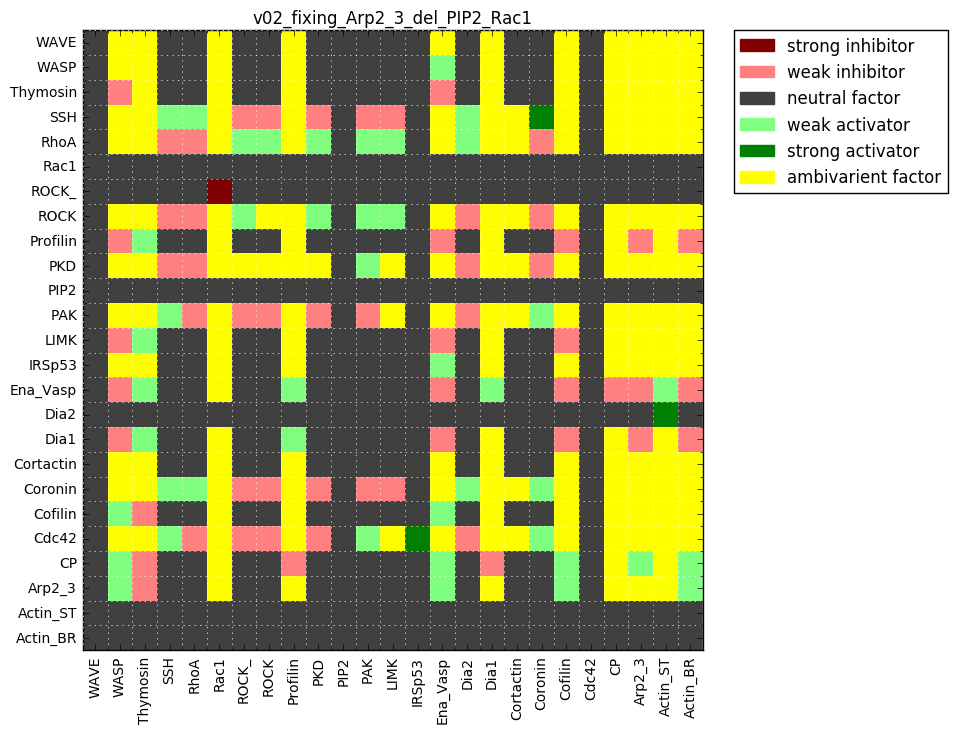 v02_fixing_Arp2_3_del_PIP2_Rac1
WAVE
WASP
Thymosin
SSH
RhoA
Rac1
ROCK_
ROCK
Profilin
PKD
PIP2
PAK
LIMK
IRSp53
Ena_Vasp
Dia2
Dia1
Cortactin
Coronin
Cofilin
Cdc42
CP
Arp2_3
Actin_ST
Actin_BR
WAVE
WASP
Thymosin
SSH
RhoA
Rac1
ROCK_
ROCK
Profilin
PKD
PIP2
PAK
LIMK
IRSp53
Ena_Vasp
Dia2
Dia1
Cortactin
Coronin
Cofilin
Cdc42
CP
Arp2_3
Actin_ST
Actin_BR
strong inhibitor
weak inhibitor
neutral factor
weak activator
strong activator
ambivarient factor